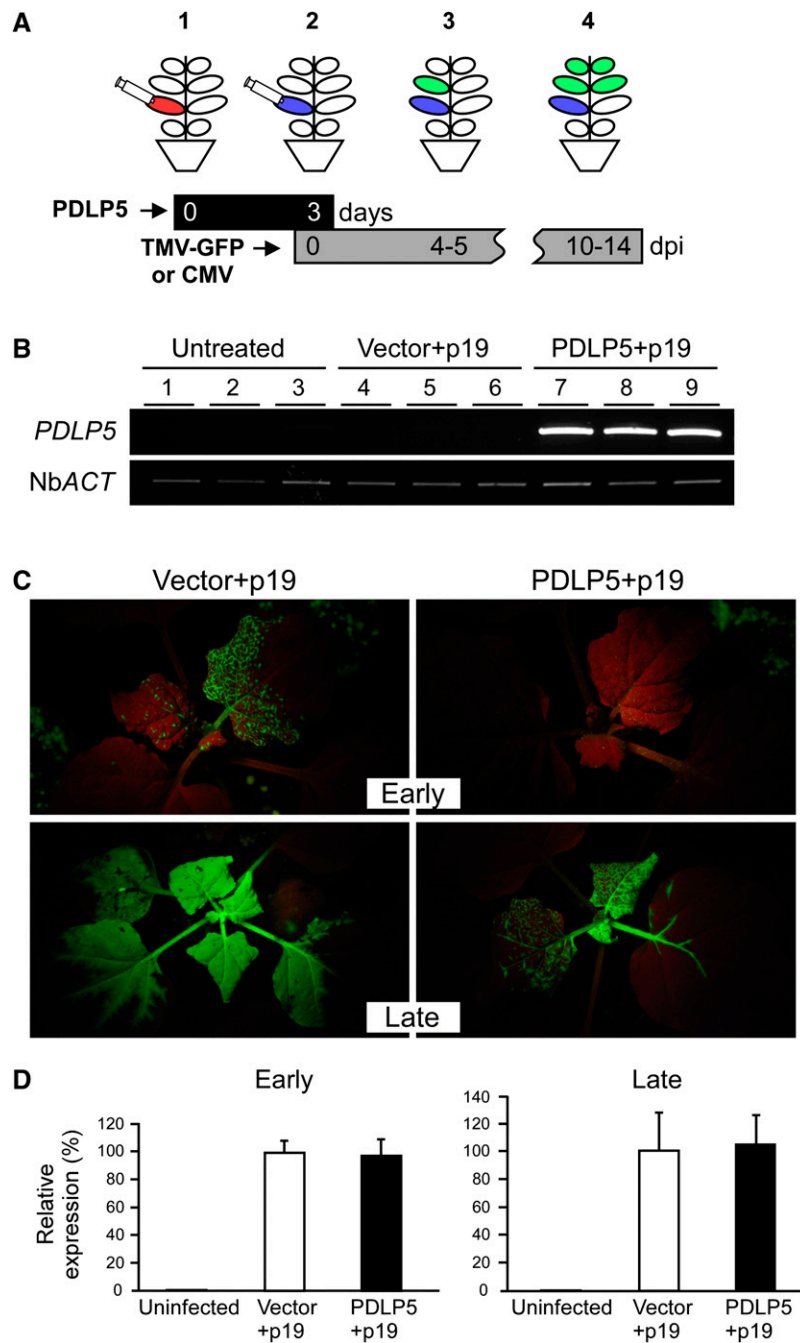 A
1 2 3 4
PDLP5
0 3 days
TMV-GFP
or CMV
0 4-5 10-14 dpi
B
Untreated Vector+p19 PDLP5+p19
1 2 3 4 5 6 7 8 9
PDLP5
NbACT
C
Vector+p19 PDLP5+p19
Early
Late
D
Early
Relative
expression (%)
120
100
80
60
40
20
0
Uninfected Vector
+p19 PDLP5
+p19
Late
140
120
100
80
60
40
20
0
Uninfected Vector
+p19 PDLP5
+p19